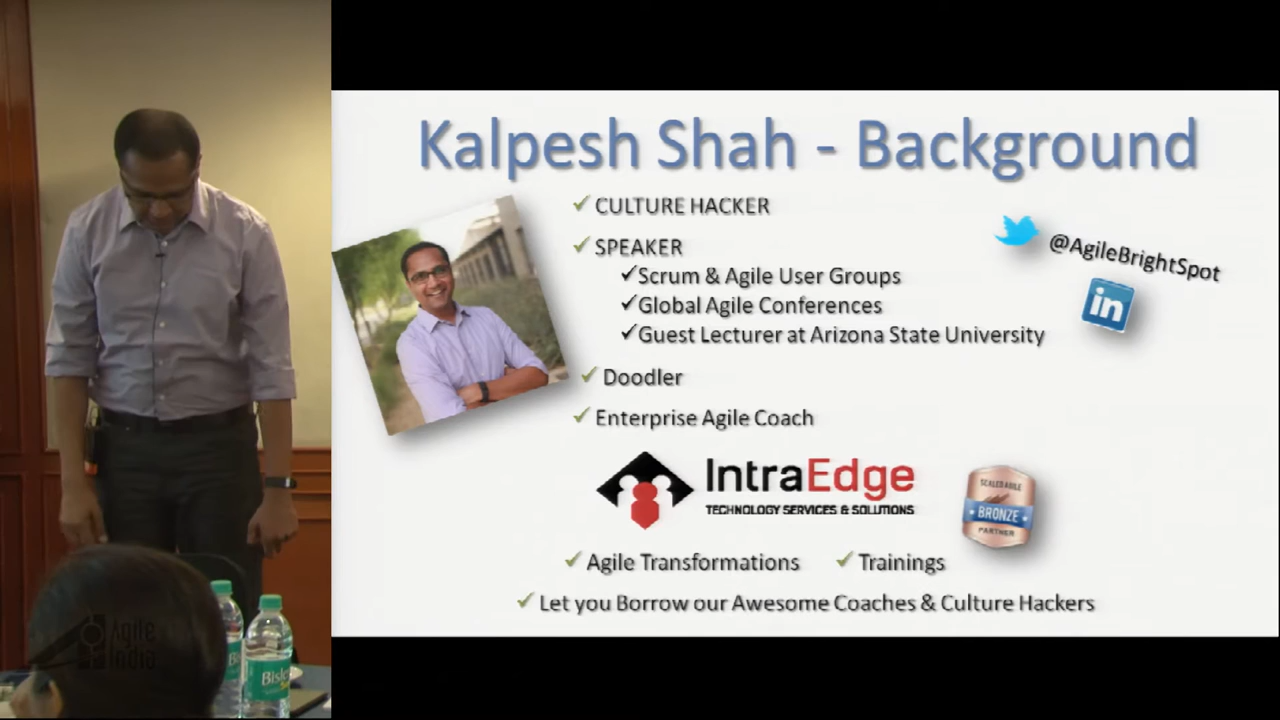 Kalpesh Shah - Background
CULTURE HACKER
SPEAKER
Scrum & Agile User Groups
Global Agile Conferences
Guest Lecturer at Arizona State University
Doodler
Enterprise Agile Coach
@AgileBrightSpot
in
IntraEdge
TECHNOLOGY SERVICES & SOLUTIONS
SCALED AGILE
BRONZE
PARTNER
Agile Transformations
Trainings
Let you Borrow our Awesome Coaches & Culture Hackers
Agile
India